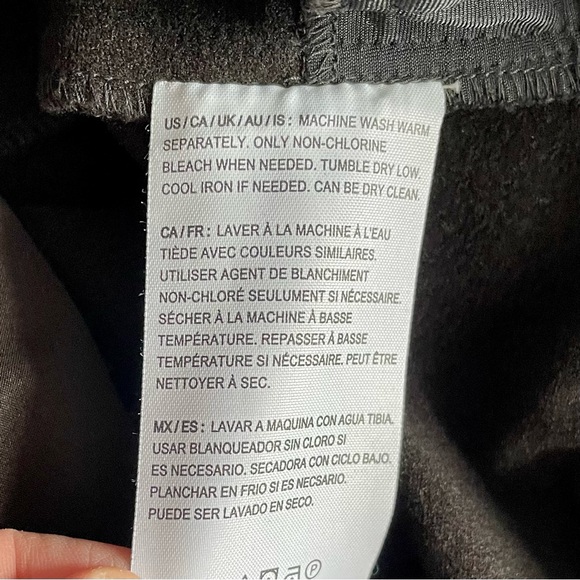 US/CA/UK/AU/IS: MACHINE WASH WARM
SEPARATELY. ONLY NON-CHLORINE
BLEACH WHEN NEEDED. TUMBLE DRY LOW.
COOL IRON IF NEEDED. CAN BE DRY CLEAN.
CA/FR: LAVER À LA MACHINE À L'EAU
TIÈDE AVEC COULEURS SIMILAIRES.
UTILISER AGENT DE BLANCHIMENT
NON-CHLORÉ SEULUMENT SI NÉCESSAIRE.
SÉCHER À LA MACHINE À BASSE
TEMPÉRATURE. REPASSER À BASSE
TEMPÉRATURE SI NÉCESSAIRE. PEUT ÊTRE
NETTOYER À SEC.
MX/ES: LAVAR A MAQUINA CON AGUA TIBIA.
USAR BLANQUEADOR SIN CLORO SI
ES NECESARIO. SECADORA CON CICLO BAJO.
PLANCHAR EN FRIO SI ES NECSARIO.
PUEDE SER LAVADO EN SECO.